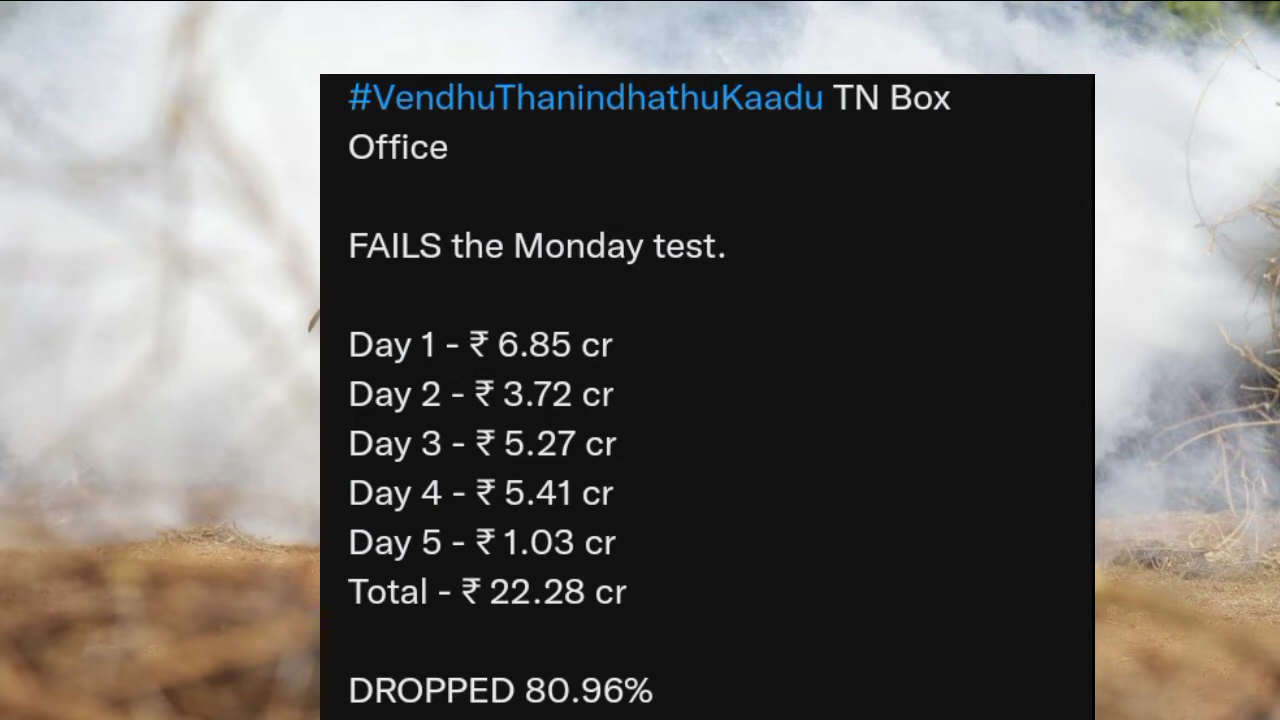 #VendhuThanindhathuKaadu TN Box
Office
FAILS the Monday test.
Day 1 - ₹ 6.85 cr
Day 2 - ₹ 3.72 cr
Day 3 - ₹ 5.27 cr
Day 4 - ₹ 5.41 cr
Day 5 - ₹ 1.03 cr
Total - ₹ 22.28 cr
DROPPED 80.96%